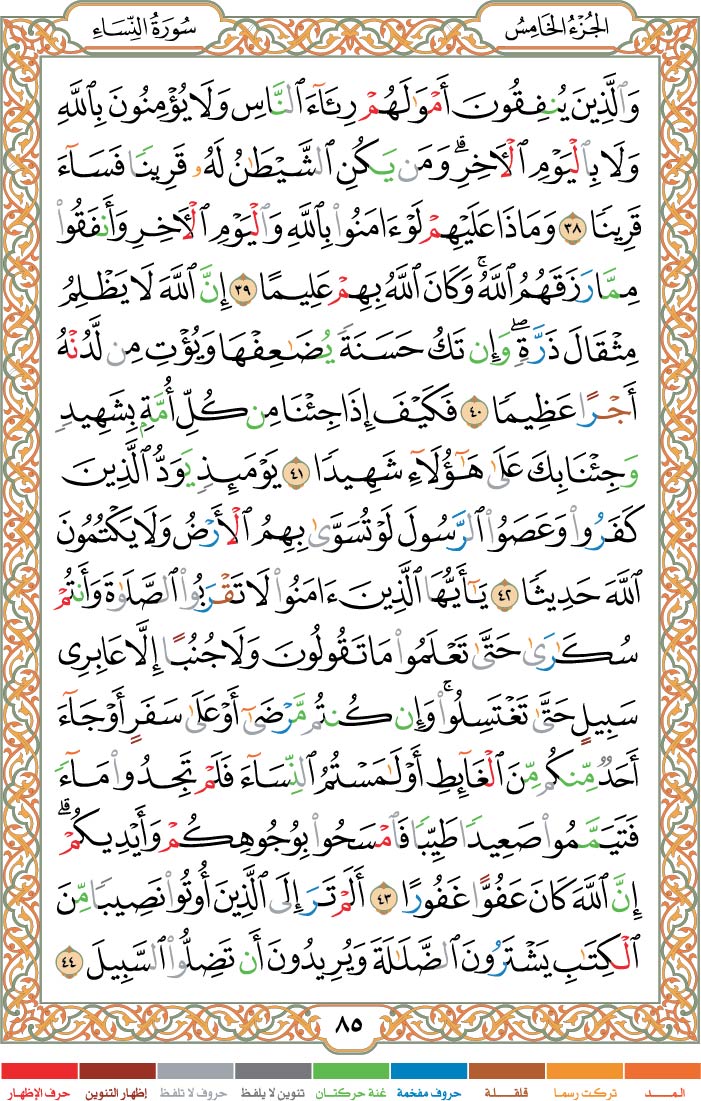 الجُزْءُ الخَامِسُ
سُورَةُ النِّسَاءِ
وَٱلَّذِينَ يُنفِقُونَ أَمْوَٰلَهُمْ رِئَآءَ ٱلنَّاسِ وَلَا يُؤْمِنُونَ بِٱللَّهِ
وَلَا بِٱلْيَوْمِ ٱلْأَخِرِۗ وَمَن يَكُنِ ٱلشَّيْطَٰنُ لَهُۥ قَرِينًا فَسَآءَ
قَرِينًا ٣٨ وَمَاذَا عَلَيْهِمْ لَوْ ءَامَنُوا۟ بِٱللَّهِ وَٱلْيَوْمِ ٱلْأَخِرِ وَأَنفَقُوا۟
مِمَّا رَزَقَهُمُ ٱللَّهُۚ وَكَانَ ٱللَّهُ بِهِمْ عَلِيمًا ٣٩ إِنَّ ٱللَّهَ لَا يَظْلِمُ
مِثْقَالَ ذَرَّةٍۖ وَإِن تَكُ حَسَنَةً يُضَٰعِفْهَا وَيُؤْتِ مِن لَّدُنْهُ
أَجْرًا عَظِيمًا ٤٠ فَكَيْفَ إِذَا جِئْنَا مِن كُلِّ أُمَّةٍۭ بِشَهِيدٍ
وَجِئْنَا بِكَ عَلَىٰ هَٰٓؤُلَآءِ شَهِيدًا ٤١ يَوْمَئِذٍ يَوَدُّ ٱلَّذِينَ
كَفَرُوا۟ وَعَصَوُا۟ ٱلرَّسُولَ لَوْ تُسَوَّىٰ بِهِمُ ٱلْأَرْضُ وَلَا يَكْتُمُونَ
ٱللَّهَ حَدِيثًا ٤٢ يَٰٓأَيُّهَا ٱلَّذِينَ ءَامَنُوا۟ لَا تَقْرَبُوا۟ ٱلصَّلَوٰةَ وَأَنتُمْ
سُكَٰرَىٰ حَتَّىٰ تَعْلَمُوا۟ مَا تَقُولُونَ وَلَا جُنُبًا إِلَّا عَابِرِى
سَبِيلٍ حَتَّىٰ تَغْتَسِلُوا۟ۚ وَإِن كُنتُم مَّرْضَىٰٓ أَوْ عَلَىٰ سَفَرٍ أَوْ جَآءَ
أَحَدٌ مِّنكُم مِّنَ ٱلْغَآئِطِ أَوْ لَٰمَسْتُمُ ٱلنِّسَآءَ فَلَمْ تَجِدُوا۟ مَآءً
فَتَيَمَّمُوا۟ صَعِيدًا طَيِّبًا فَٱمْسَحُوا۟ بِوُجُوهِكُمْ وَأَيْدِيكُمْۗ
إِنَّ ٱللَّهَ كَانَ عَفُوًّا غَفُورًا ٤٣ أَلَمْ تَرَ إِلَى ٱلَّذِينَ أُوتُوا۟ نَصِيبًا مِّنَ
ٱلْكِتَٰبِ يَشْتَرُونَ ٱلضَّلَٰلَةَ وَيُرِيدُونَ أَن تَضِلُّوا۟ ٱلسَّبِيلَ ٤٤
٨٥
المـــد تركت رسما قلقـــلة حروف مفخمة غنة حركتان تنوين لا يلفظ حروف لا تلفظ إظهار التنوين حرف الإظهار